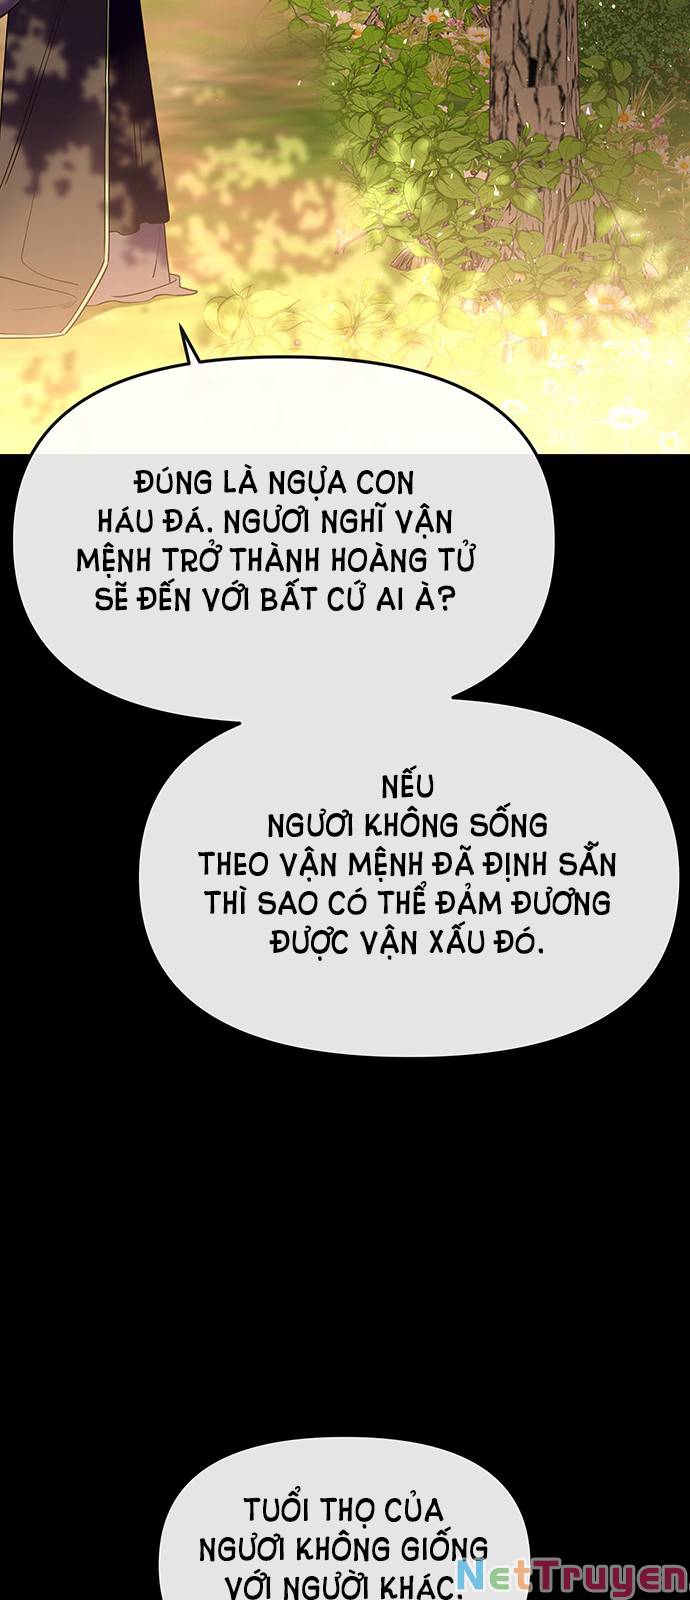 ĐÚNG LÀ NGỰA CON
HÁU ĐÁ. NGƯƠI NGHĨ VẬN
MỆNH TRỞ THÀNH HOÀNG TỬ
SẼ ĐẾN VỚI BẤT CỨ AI À?
NẾU
NGƯƠI KHÔNG SỐNG
THEO VẬN MỆNH ĐÃ ĐỊNH SẴN
THÌ SAO CÓ THỂ ĐẢM ĐƯƠNG
ĐƯỢC VẬN XẤU ĐÓ.
TUỔI THỌ CỦA
NGƯƠI KHÔNG GIỐNG
VỚI NGƯỜI KHÁC.
NetTruyen